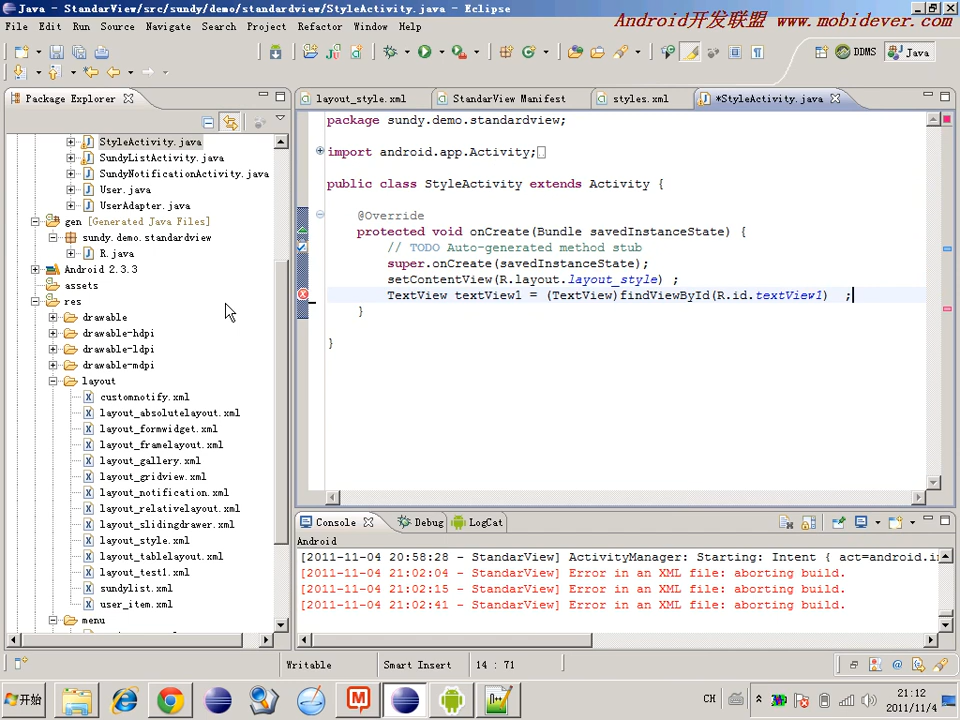 Java - StandarView/src/sundy/demo/standardview/StyleActivity.java - Eclipse
File Edit Run Source Navigate Search Project Refactor Window Help
Android开发联盟 www.mobidever.com
DDMS
Java
Package Explorer
layout_style.xml
StandarView Manifest
styles.xml
*StyleActivity.java
StyleActivity.java
SundyListActivity.java
SundyNotificationActivity.java
User.java
UserAdapter.java
gen [Generated Java Files]
sundy.demo.standardview
R.java
Android 2.3.3
assets
res
drawable
drawable-hdpi
drawable-ldpi
drawable-mdpi
layout
customnotify.xml
layout_absolutelayout.xml
layout_formwidget.xml
layout_framelayout.xml
layout_gallery.xml
layout_gridview.xml
layout_notification.xml
layout_relativelayout.xml
layout_slidingdrawer.xml
layout_style.xml
layout_tablelayout.xml
layout_test1.xml
sundylist.xml
user_item.xml
menu
package sundy.demo.standardview;
import android.app.Activity;
public class StyleActivity extends Activity {
@Override
protected void onCreate(Bundle savedInstanceState) {
// TODO Auto-generated method stub
super.onCreate(savedInstanceState);
setContentView(R.layout.layout_style) ;
TextView textView1 = (TextView)findViewById(R.id.textView1)  ;
}
}
Console
Debug
LogCat
Android
[2011-11-04 20:58:28 - StandarView] ActivityManager: Starting: Intent { act=android.i
[2011-11-04 21:02:04 - StandarView] Error in an XML file: aborting build.
[2011-11-04 21:02:15 - StandarView] Error in an XML file: aborting build.
[2011-11-04 21:02:41 - StandarView] Error in an XML file: aborting build.
Writable
Smart Insert
14 : 71
开始
CH
21:12
2011/11/4